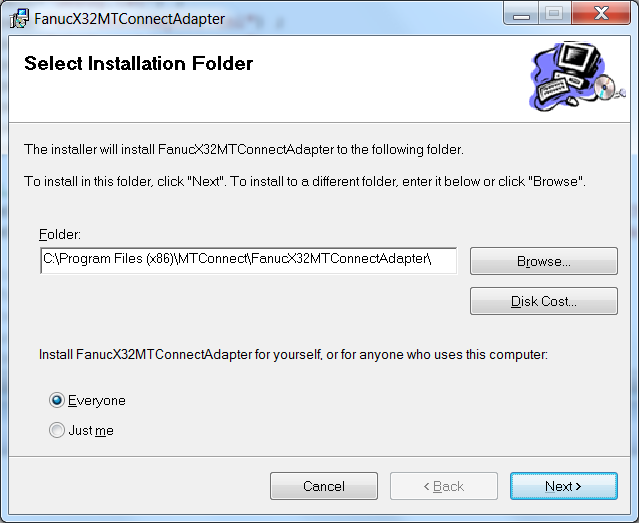 FanucX32MTConnectAdapter
Select Installation Folder
The installer will install FanucX32MTConnectAdapter to the following folder.
To install in this folder, click "Next". To install to a different folder, enter it below or click "Browse".
Folder:
C:\Program Files (x86)\MTConnect\FanucX32MTConnectAdapter\
Browse...
Disk Cost...
Install FanucX32MTConnectAdapter for yourself, or for anyone who uses this computer:
Everyone
Just me
Cancel
< Back
Next >